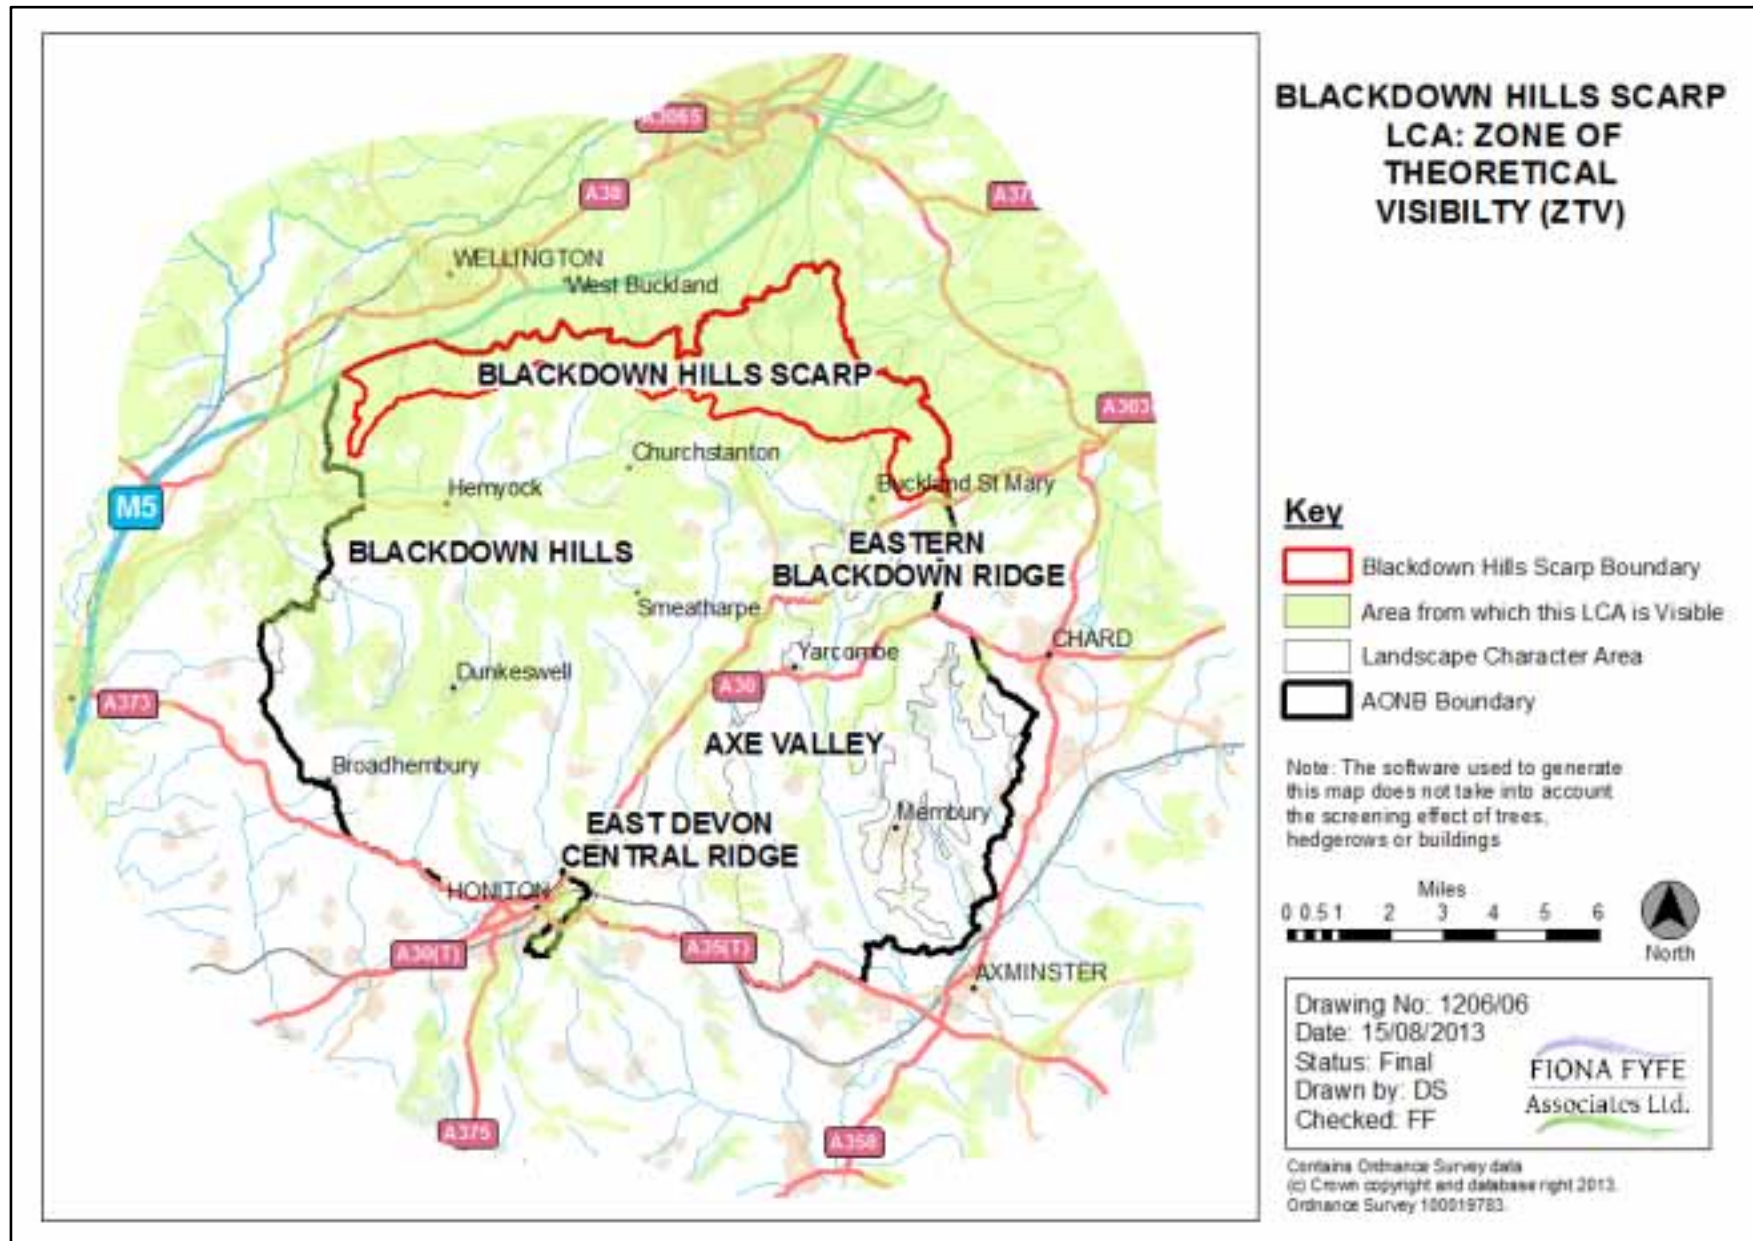 BLACKDOWN HILLS SCARP
LCA: ZONE OF
THEORETICAL
VISIBILTY (ZTV)
A3065
A38
WELLINGTON
West Buckland
BLACKDOWN HILLS SCARP
Churchstanton
Hemyock
Buckland St Mary
M5
BLACKDOWN HILLS
EASTERN
BLACKDOWN RIDGE
Smeatharpe
CHARD
Yarcombe
Dunkeswell
A30
A373
AXE VALLEY
Broadhembury
Membury
EAST DEVON
CENTRAL RIDGE
HONITON
A30(T)
A35(T)
AXMINSTER
A375
A358
Key
Blackdown Hills Scarp Boundary
Area from which this LCA is Visible
Landscape Character Area
AONB Boundary
Note: The software used to generate
this map does not take into account
the screening effect of trees,
hedgerows or buildings
Miles
0 0.5 1 2 3 4 5 6
North
Drawing No: 1206/06
Date: 15/08/2013
Status: Final
Drawn by: DS
Checked: FF
FIONA FYFE
Associates Ltd.
Contains Ordnance Survey data
(c) Crown copyright and database right 2013.
Ordnance Survey 100019783.